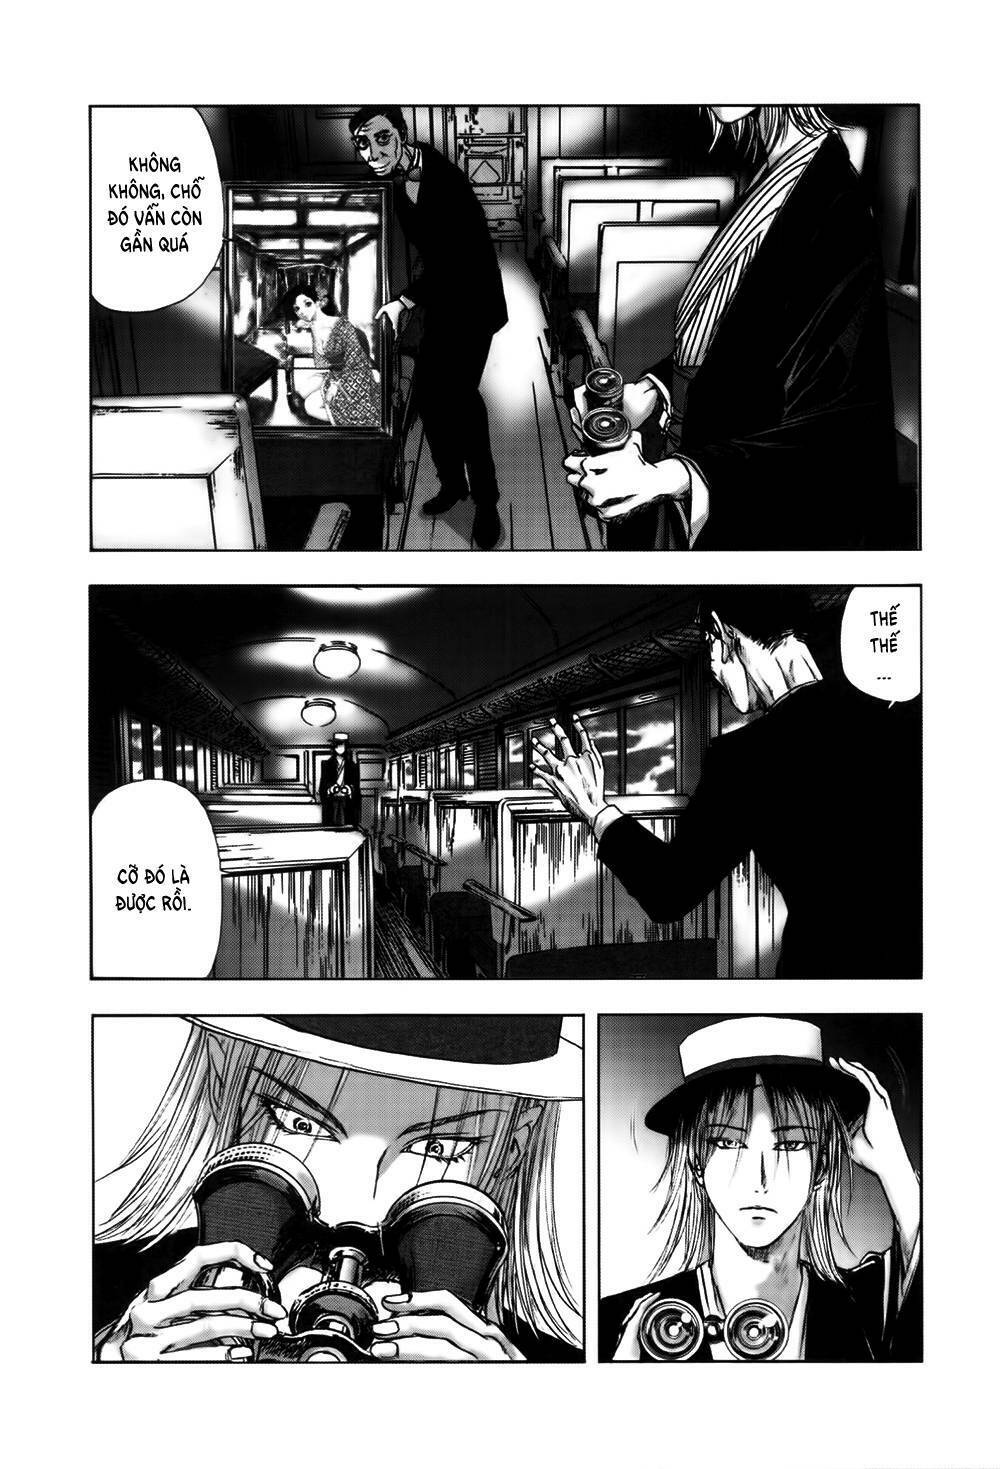 KHÔNG
KHÔNG, CHỖ
ĐÓ VẪN CÒN
GẦN QUÁ
THẾ
THẾ
...
CỠ ĐÓ LÀ
ĐƯỢC RỒI.